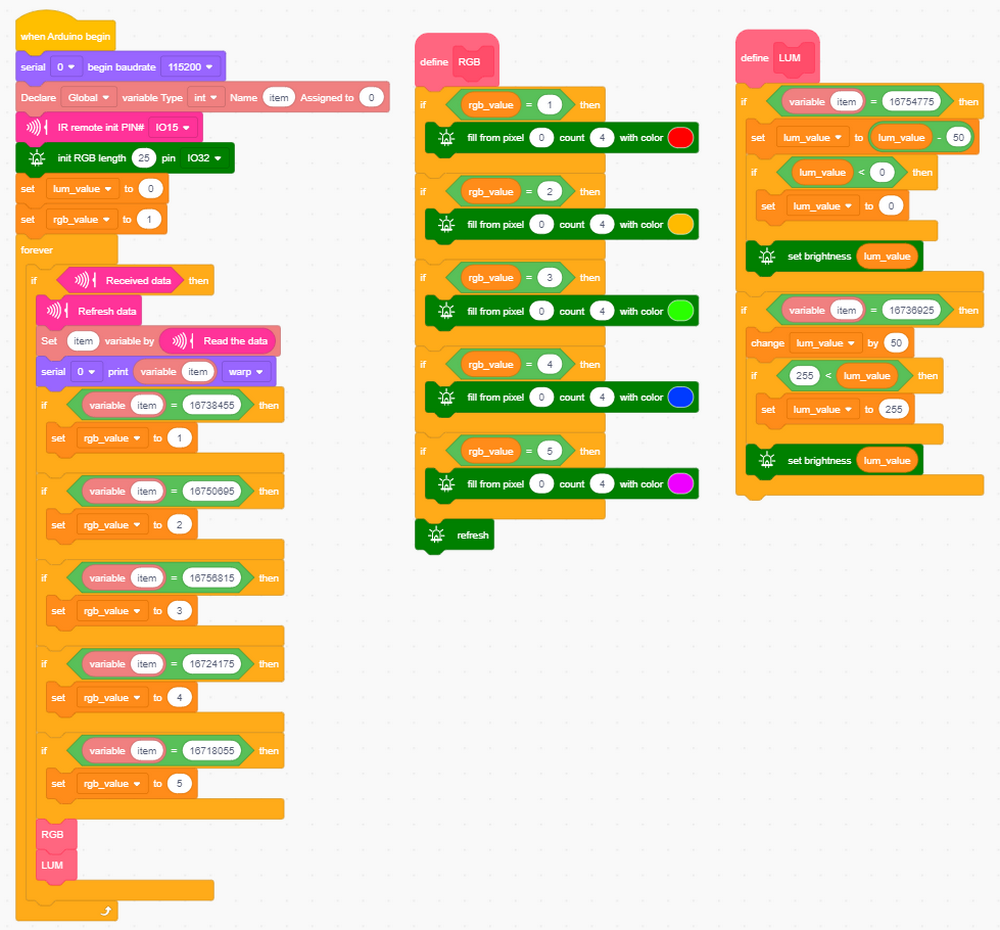 when Arduino begin
serial 0 begin baudrate 115200
Declare Global variable Type int Name item Assigned to 0
IR remote init PIN# IO15
init RGB length 25 pin IO32
set lum_value to 0
set rgb_value to 1
forever
if Received data then
Refresh data
Set item variable by Read the data
serial 0 print variable item warp
if variable item = 16738455 then
set rgb_value to 1
if variable item = 16750695 then
set rgb_value to 2
if variable item = 16756815 then
set rgb_value to 3
if variable item = 16724175 then
set rgb_value to 4
if variable item = 16718055 then
set rgb_value to 5
RGB
LUM
define RGB
if rgb_value = 1 then
fill from pixel 0 count 4 with color
if rgb_value = 2 then
fill from pixel 0 count 4 with color
if rgb_value = 3 then
fill from pixel 0 count 4 with color
if rgb_value = 4 then
fill from pixel 0 count 4 with color
if rgb_value = 5 then
fill from pixel 0 count 4 with color
refresh
define LUM
if variable item = 16754775 then
set lum_value to lum_value - 50
if lum_value < 0 then
set lum_value to 0
set brightness lum_value
if variable item = 16736925 then
change lum_value by 50
if 255 < lum_value then
set lum_value to 255
set brightness lum_value